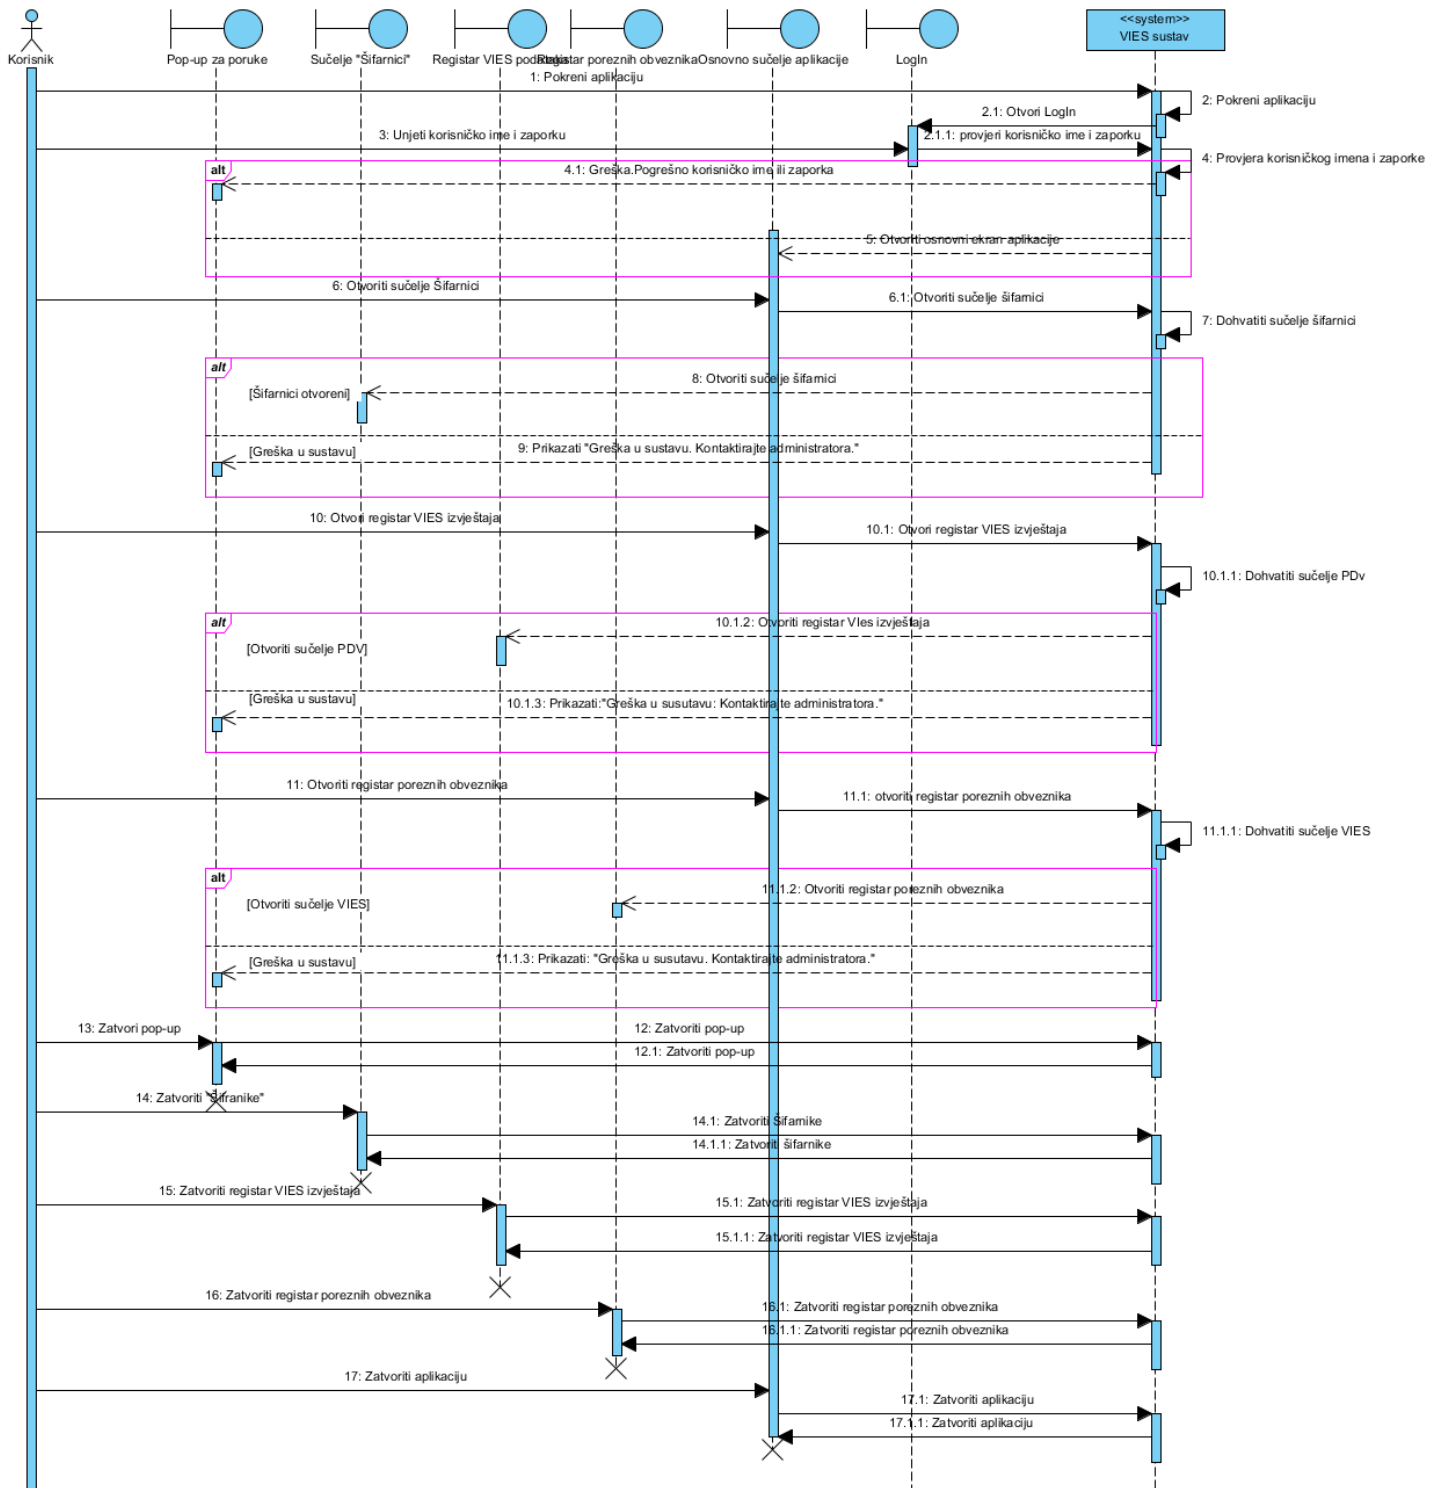 <<system>>
VIES sustav
Korisnik
Pop-up za poruke
Sučelje "Šifarnici"
Registar VIES podataka
Registar poreznih obveznika
Osnovno sučelje aplikacije
LogIn
1: Pokreni aplikaciju
2: Pokreni aplikaciju
2.1: Otvori LogIn
3: Unjeti korisničko ime i zaporku
2.1.1: provjeri korisničko ime i zaporku
4: Provjera korisničkog imena i zaporke
alt
4.1: Greška.Pogrešno korisničko ime ili zaporka
5: Otvoriti osnovni ekran aplikacije
6: Otvoriti sučelje Šifarnici
6.1: Otvoriti sučelje šifarnici
7: Dohvatiti sučelje šifarnici
alt
8: Otvoriti sučelje šifarnici
[Šifarnici otvoreni]
[Greška u sustavu]
9: Prikazati "Greška u sustavu. Kontaktirajte administratora."
10: Otvori registar VIES izvještaja
10.1: Otvori registar VIES izvještaja
10.1.1: Dohvatiti sučelje PDv
alt
10.1.2: Otvoriti registar VIes izvještaja
[Otvoriti sučelje PDV]
[Greška u sustavu]
10.1.3: Prikazati:"Greška u susutavu: Kontaktirajte administratora."
11: Otvoriti registar poreznih obveznika
11.1: otvoriti registar poreznih obveznika
11.1.1: Dohvatiti sučelje VIES
alt
11.1.2: Otvoriti registar poreznih obveznika
[Otvoriti sučelje VIES]
[Greška u sustavu]
11.1.3: Prikazati: "Greška u susutavu. Kontaktirajte administratora."
13: Zatvori pop-up
12: Zatvoriti pop-up
12.1: Zatvoriti pop-up
14: Zatvoriti "Šifranike"
14.1: Zatvoriti Šifarnike
14.1.1: Zatvoriti šifarnike
15: Zatvoriti registar VIES izvještaja
15.1: Zatvoriti registar VIES izvještaja
15.1.1: Zatvoriti registar VIES izvještaja
16: Zatvoriti registar poreznih obveznika
16.1: Zatvoriti registar poreznih obveznika
16.1.1: Zatvoriti registar poreznih obveznika
17: Zatvoriti aplikaciju
17.1: Zatvoriti aplikaciju
17.1.1: Zatvoriti aplikaciju